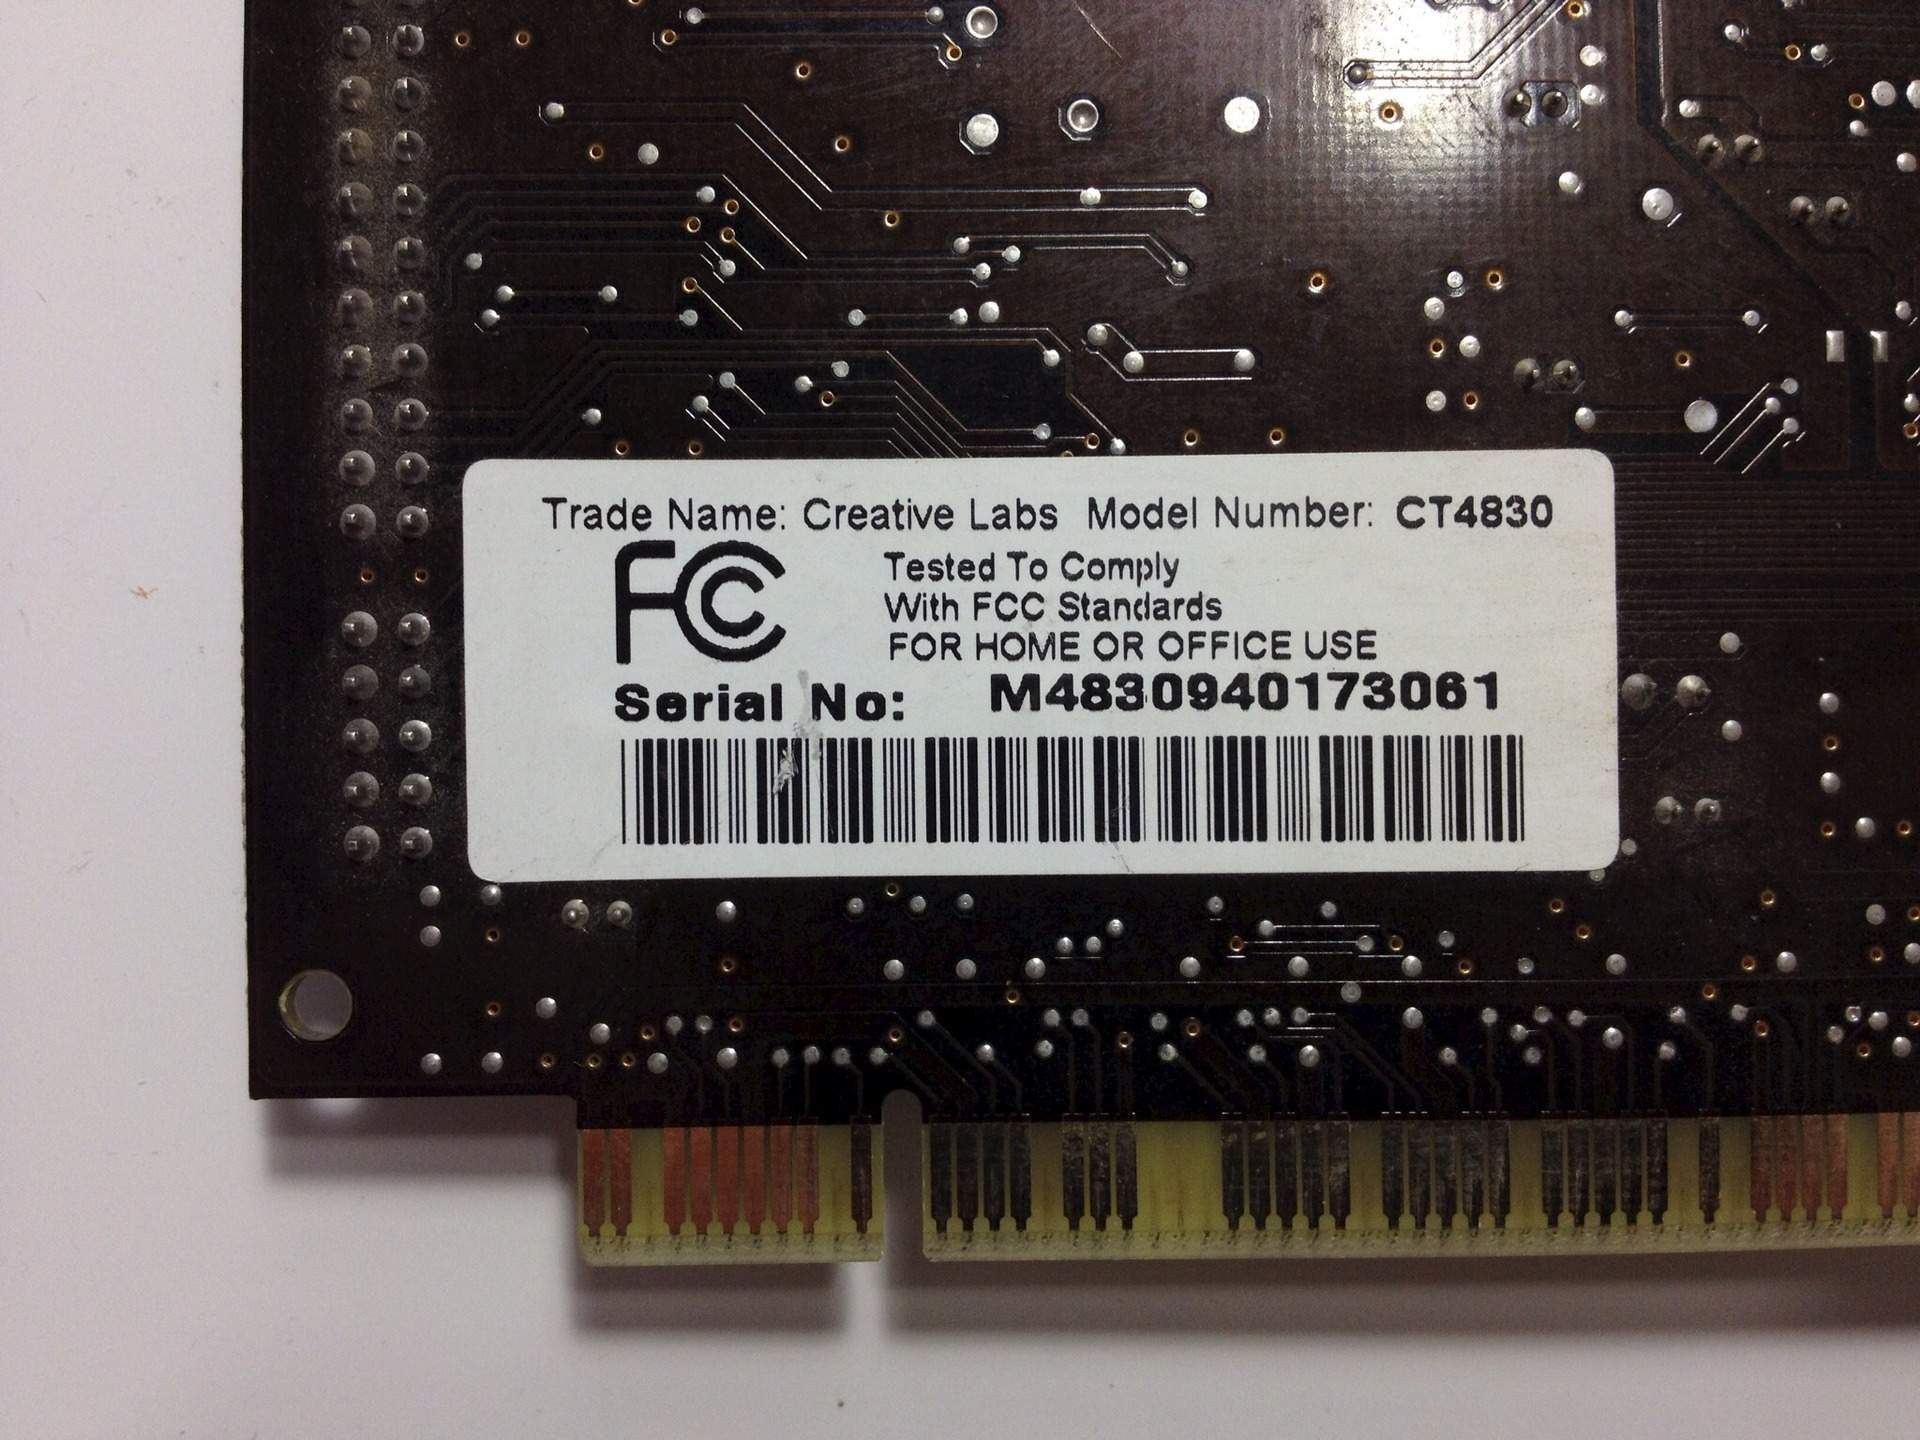 Trade Name: Creative Labs Model Number: CT4830
FCC
Tested To Comply
With FCC Standards
FOR HOME OR OFFICE USE
Serial No: M4830940173061